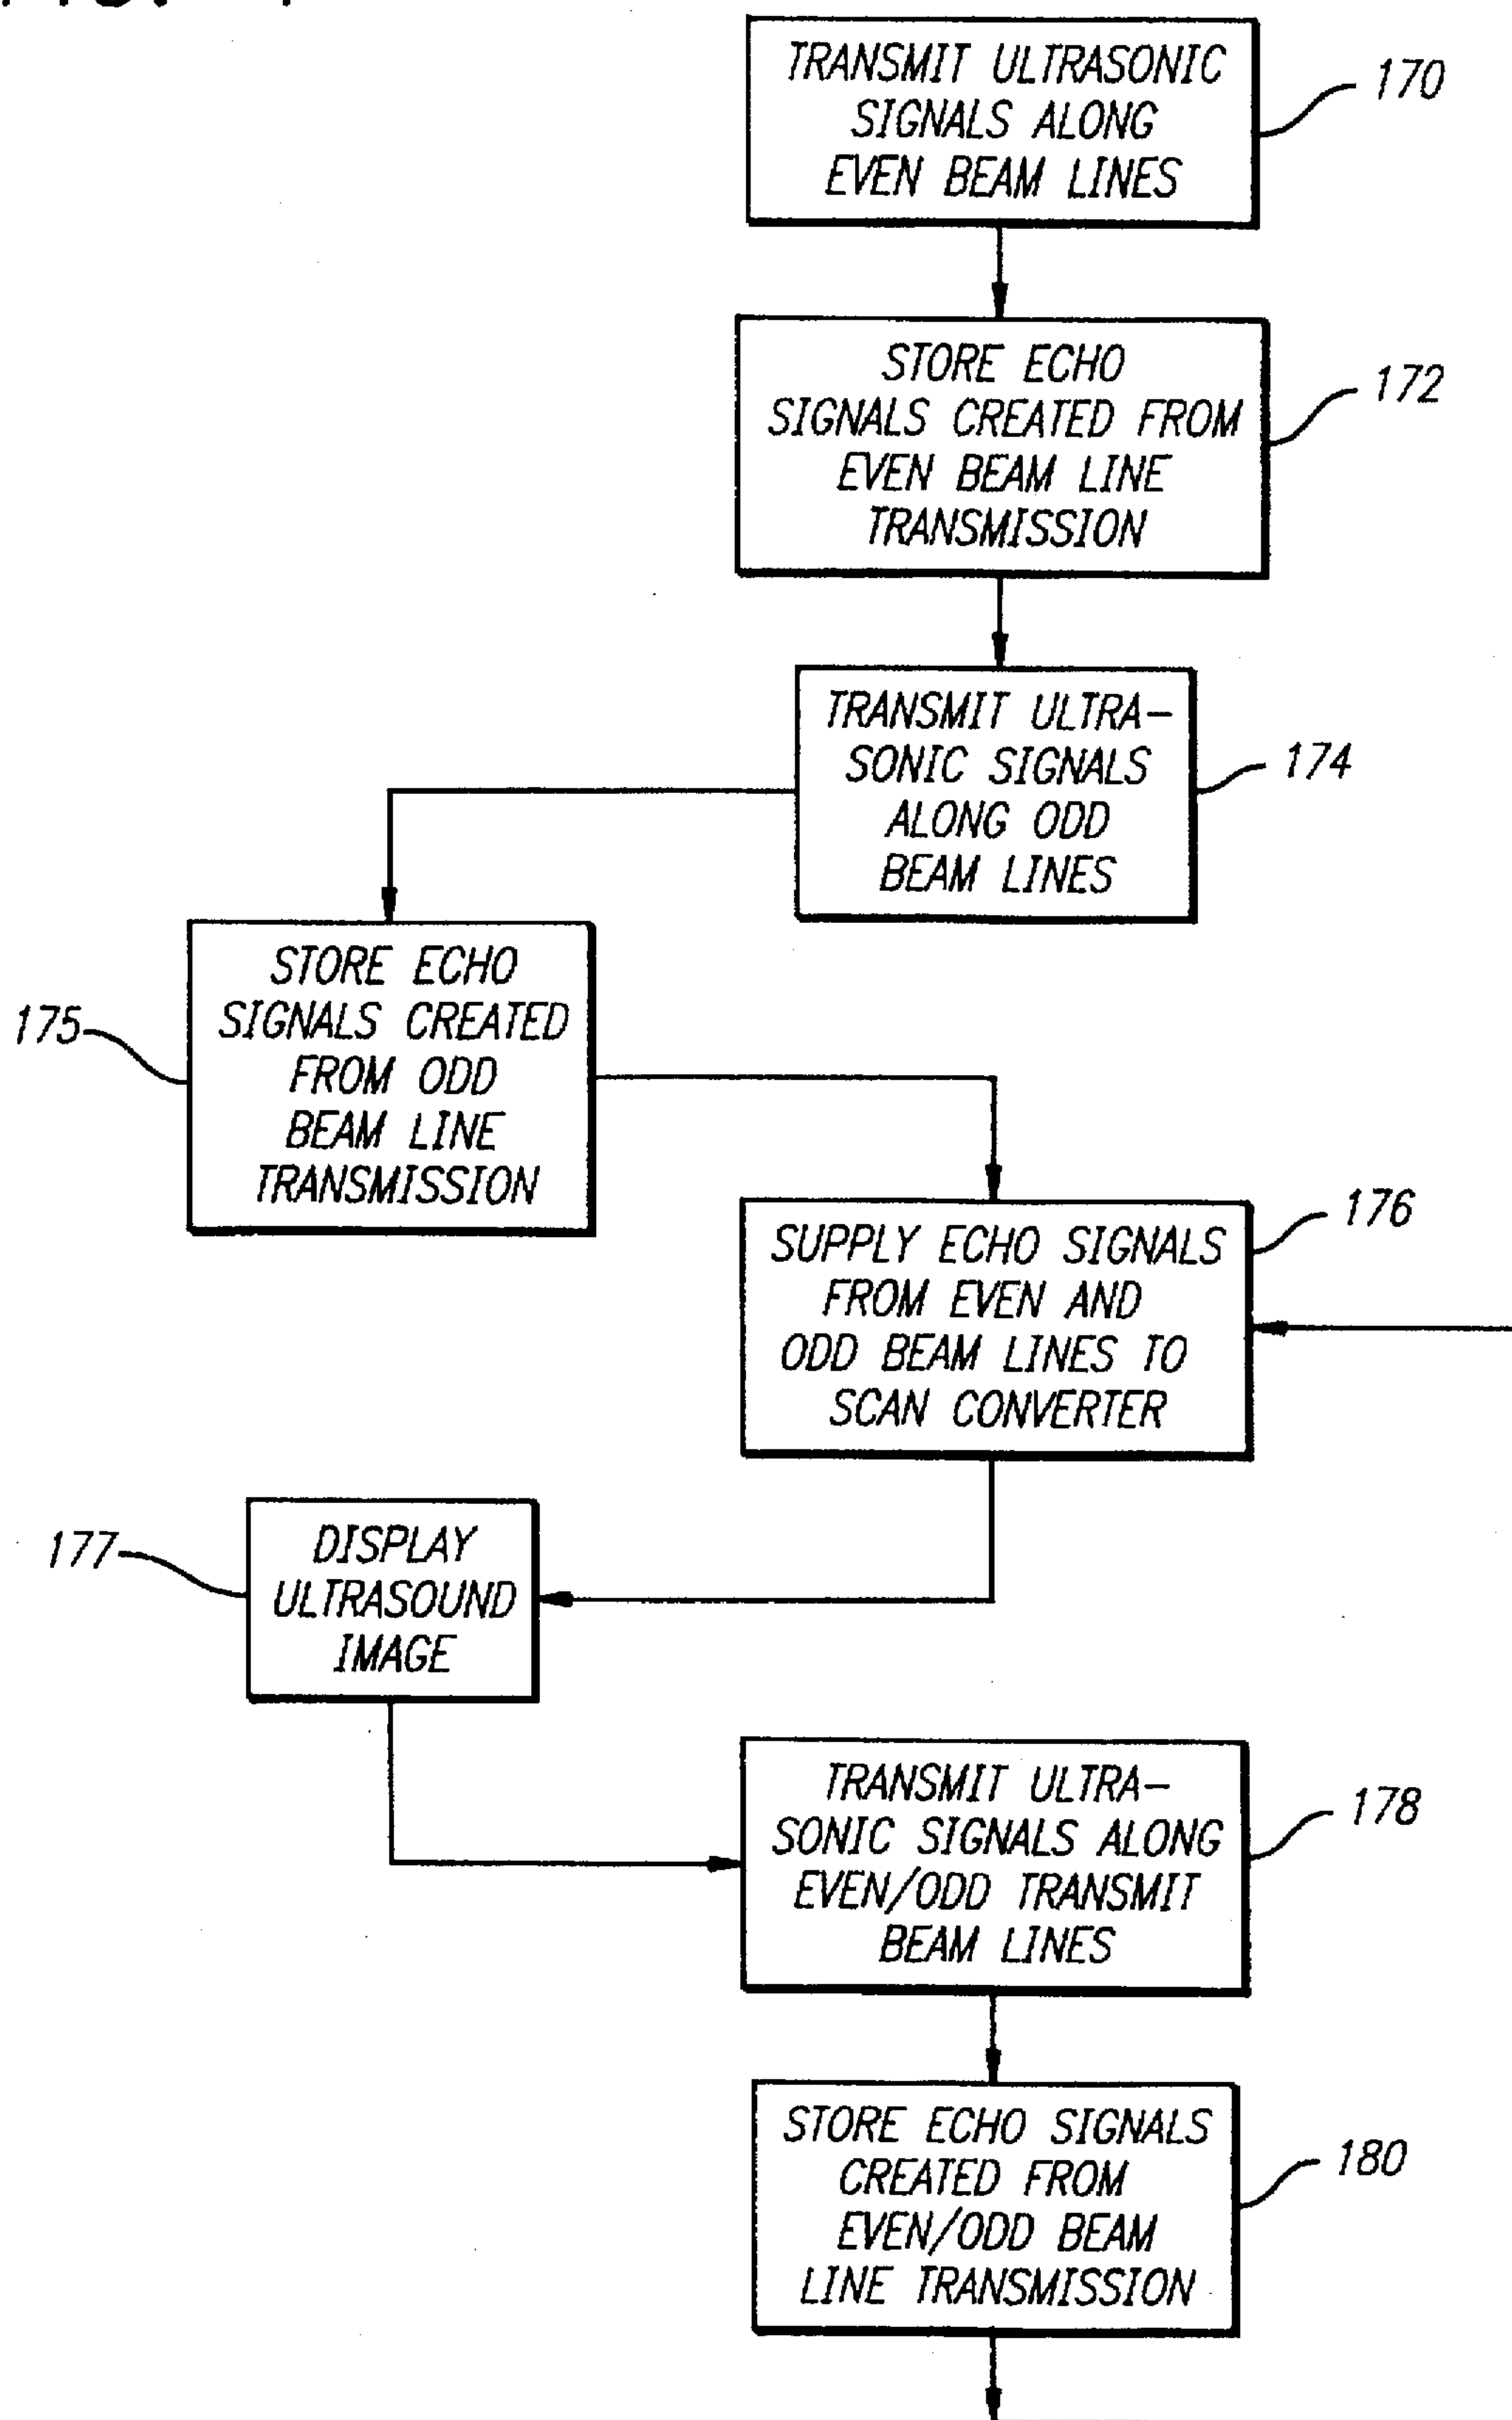 TRANSMIT ULTRASONIC
SIGNALS ALONG
EVEN BEAM LINES
170
STORE ECHO
SIGNALS CREATED FROM
EVEN BEAM LINE
TRANSMISSION
172
TRANSMIT ULTRA-
SONIC SIGNALS
ALONG ODD
BEAM LINES
174
STORE ECHO
SIGNALS CREATED
FROM ODD
BEAM LINE
TRANSMISSION
175
SUPPLY ECHO SIGNALS
FROM EVEN AND
ODD BEAM LINES TO
SCAN CONVERTER
176
DISPLAY
ULTRASOUND
IMAGE
177
TRANSMIT ULTRA-
SONIC SIGNALS ALONG
EVEN/ODD TRANSMIT
BEAM LINES
178
STORE ECHO SIGNALS
CREATED FROM
EVEN/ODD BEAM
LINE TRANSMISSION
180